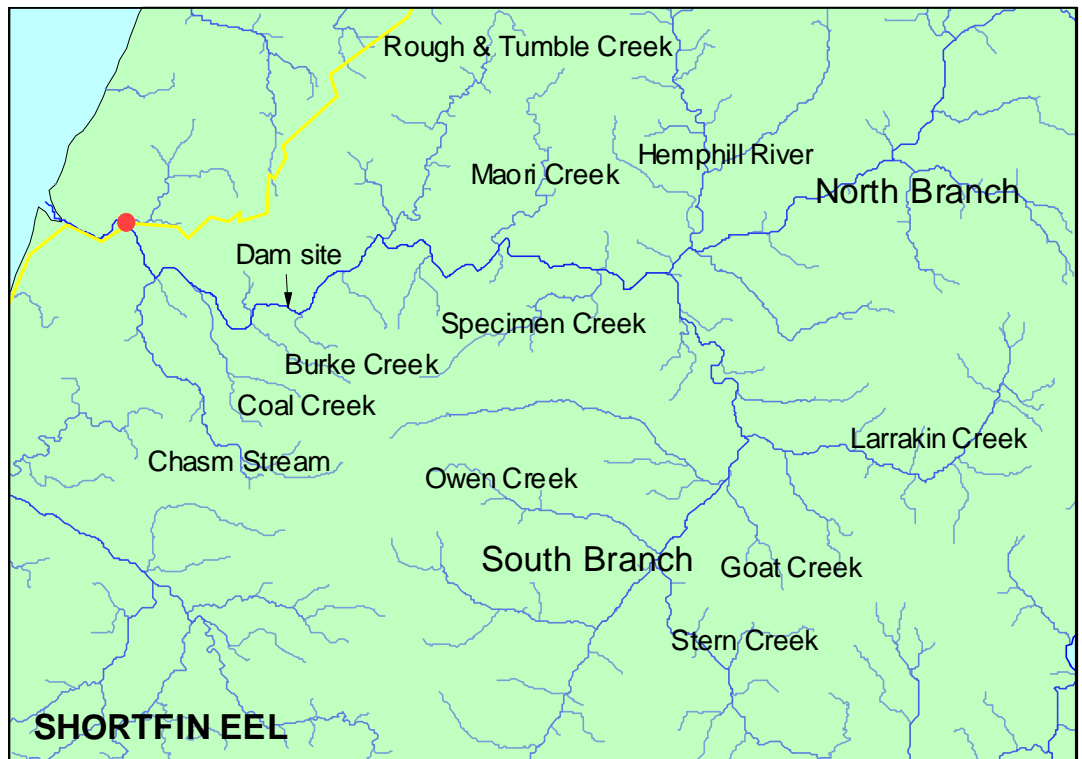 Rough & Tumble Creek
Hemphill River
Maori Creek
North Branch
Dam site
Specimen Creek
Burke Creek
Coal Creek
Larrakin Creek
Chasm Stream
Owen Creek
South Branch
Goat Creek
Stern Creek
SHORTFIN EEL